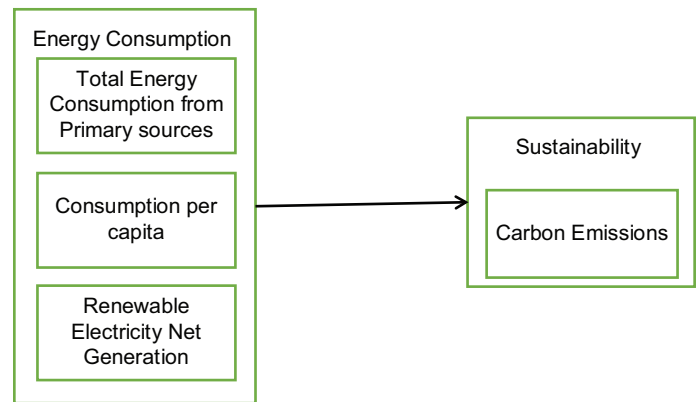 Energy Consumption
Total Energy
Consumption from
Primary sources
Consumption per
capita
Renewable
Electricity Net
Generation
Sustainability
Carbon Emissions